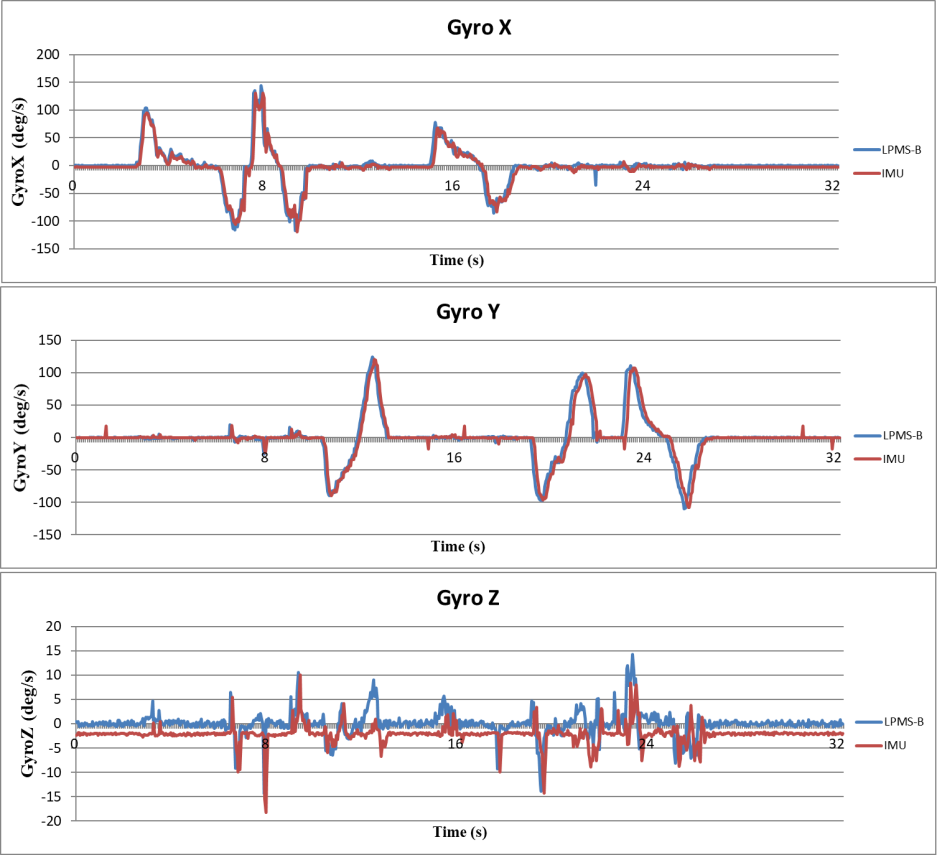 Gyro X
200
150
100
50
0
-50
-100
-150
0 8 16 24 32
GyroX (deg/s)
Time (s)
LPMS-B
IMU
Gyro Y
150
100
50
0
-50
-100
-150
0 8 16 24 32
GyroY (deg/s)
Time (s)
LPMS-B
IMU
Gyro Z
20
15
10
5
0
-5
-10
-15
-20
0 8 16 24 32
GyroZ (deg/s)
Time (s)
LPMS-B
IMU